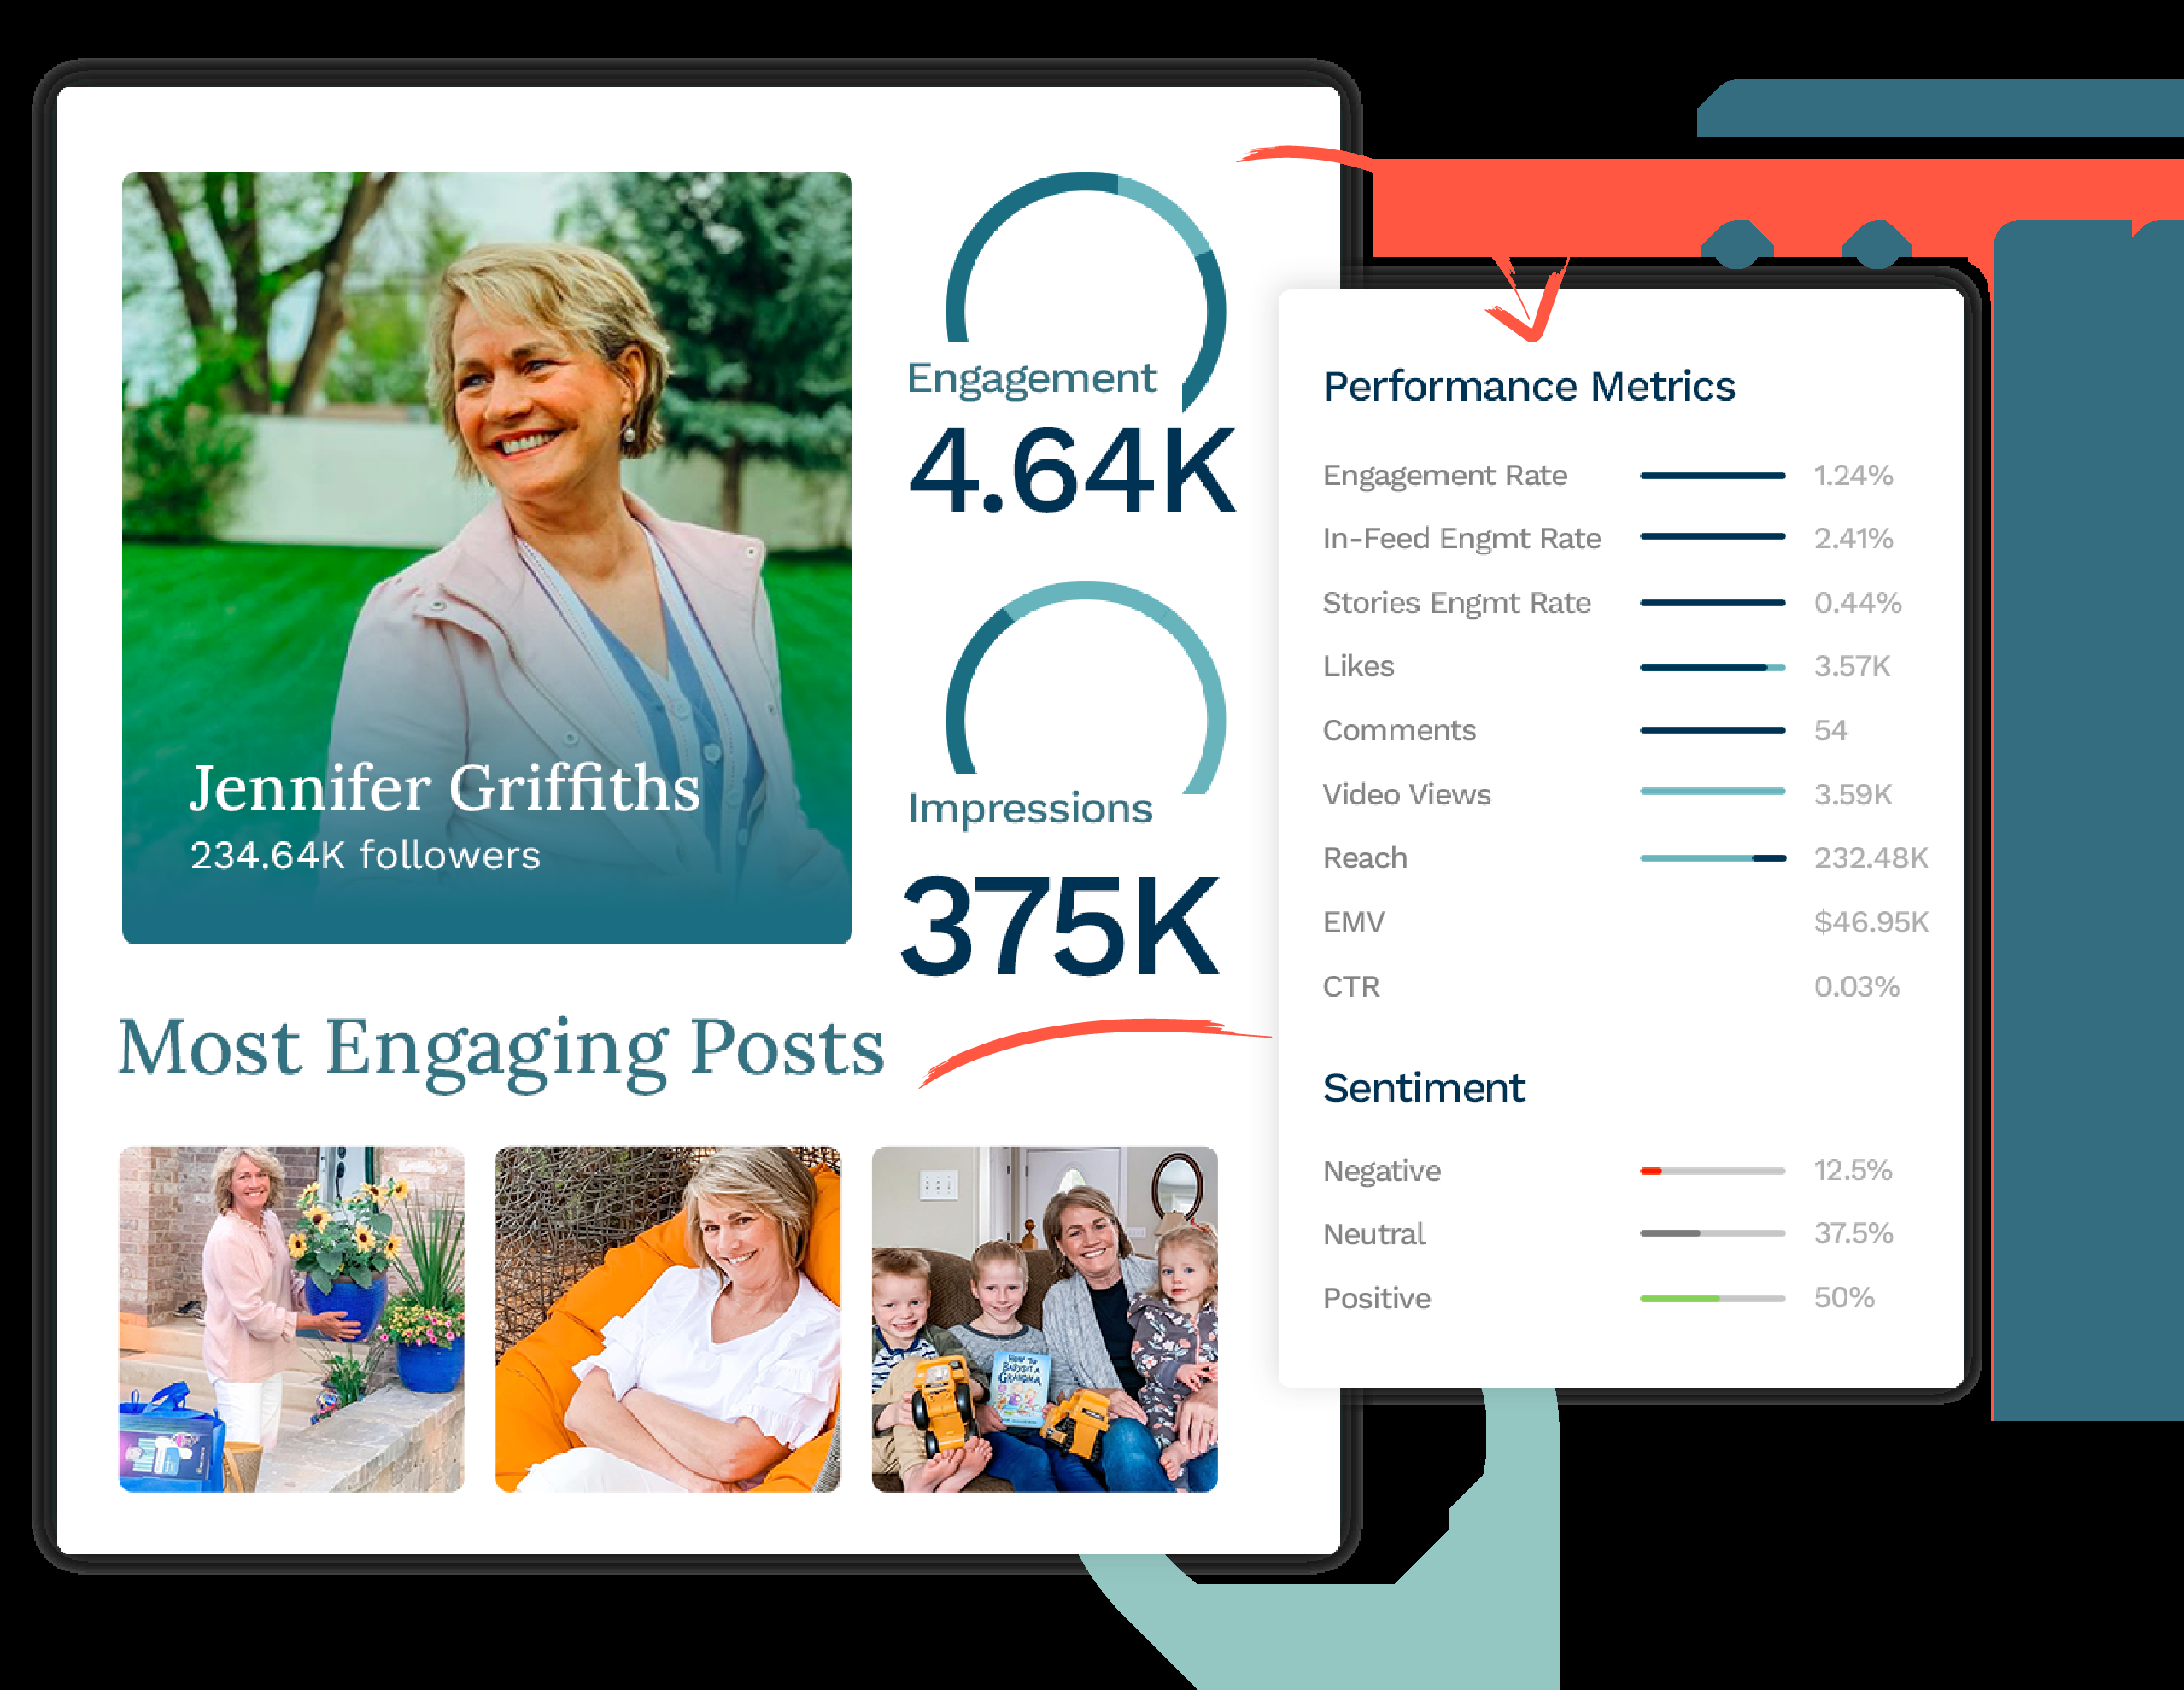 Jennifer Griffiths
234.64K followers
Engagement
4.64K
Impressions
375K
Most Engaging Posts
HOW TO
BABYSIT A
GRANDMA
Performance Metrics
Engagement Rate 1.24%
In-Feed Engmt Rate 2.41%
Stories Engmt Rate 0.44%
Likes 3.57K
Comments 54
Video Views 3.59K
Reach 232.48K
EMV $46.95K
CTR 0.03%
Sentiment
Negative 12.5%
Neutral 37.5%
Positive 50%